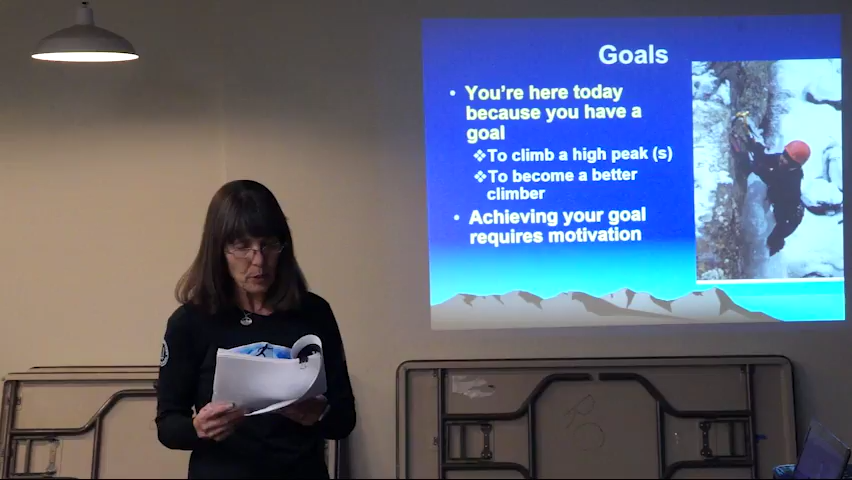 Goals
• You're here today
because you have a
goal
❖To climb a high peak (s)
❖To become a better
climber
• Achieving your goal
requires motivation